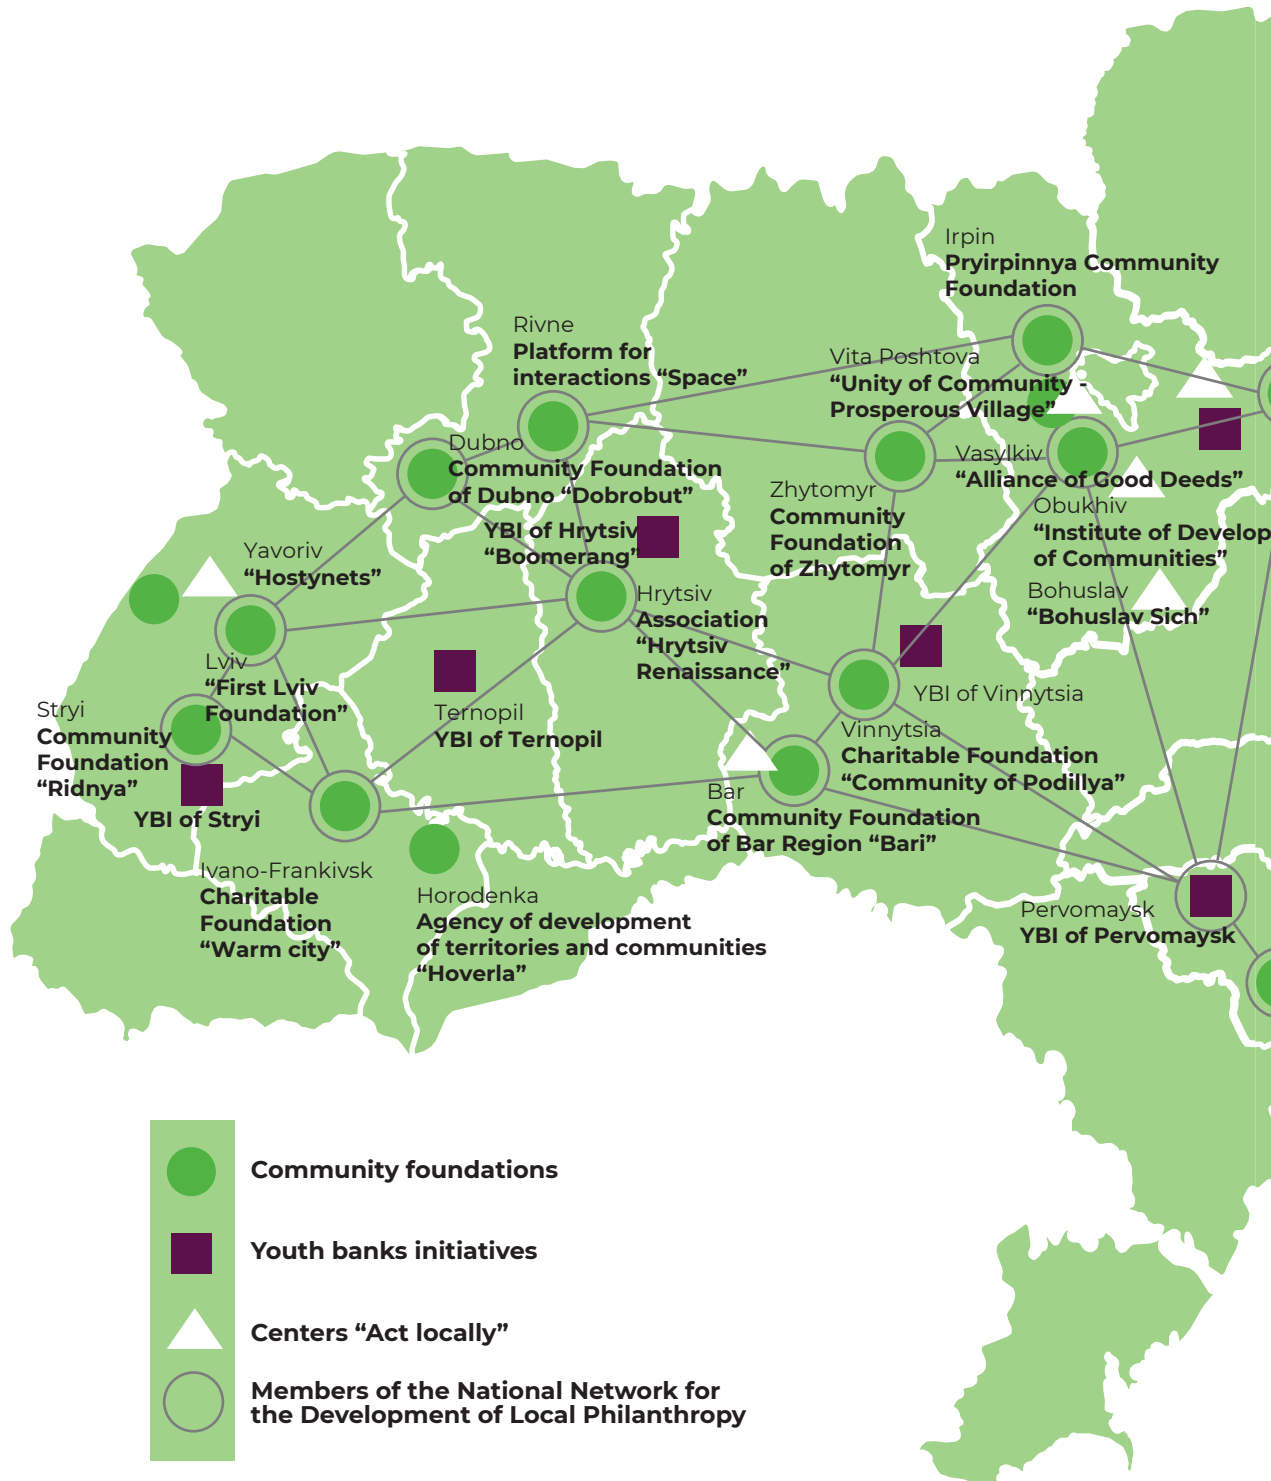 Irpin
Pryirpinnya Community
Foundation
Rivne
Platform for
interactions “Space”
Vita Poshtova
“Unity of Community -
Prosperous Village”
Dubno
Community Foundation
of Dubno “Dobrobut”
Vasylkiv
“Alliance of Good Deeds”
Zhytomyr
Community
Foundation
of Zhytomyr
Obukhiv
“Institute of Develop
of Communities”
YBI of Hrytsiv
“Boomerang”
Yavoriv
“Hostynets”
Bohuslav
“Bohuslav Sich”
Hrytsiv
Association
“Hrytsiv
Renaissance”
Lviv
“First Lviv
Foundation”
YBI of Vinnytsia
Stryi
Community
Foundation
“Ridnya”
Ternopil
YBI of Ternopil
Vinnytsia
Charitable Foundation
“Community of Podillya”
Bar
Community Foundation
of Bar Region “Bari”
YBI of Stryi
Ivano-Frankivsk
Charitable
Foundation
“Warm city”
Horodenka
Agency of development
of territories and communities
“Hoverla”
Pervomaysk
YBI of Pervomaysk
Community foundations
Youth banks initiatives
Centers “Act locally”
Members of the National Network for
the Development of Local Philanthropy